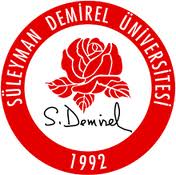 SÜLEYMAN DEMİREL ÜNİVERSİTESİ
S. Demirel
1992